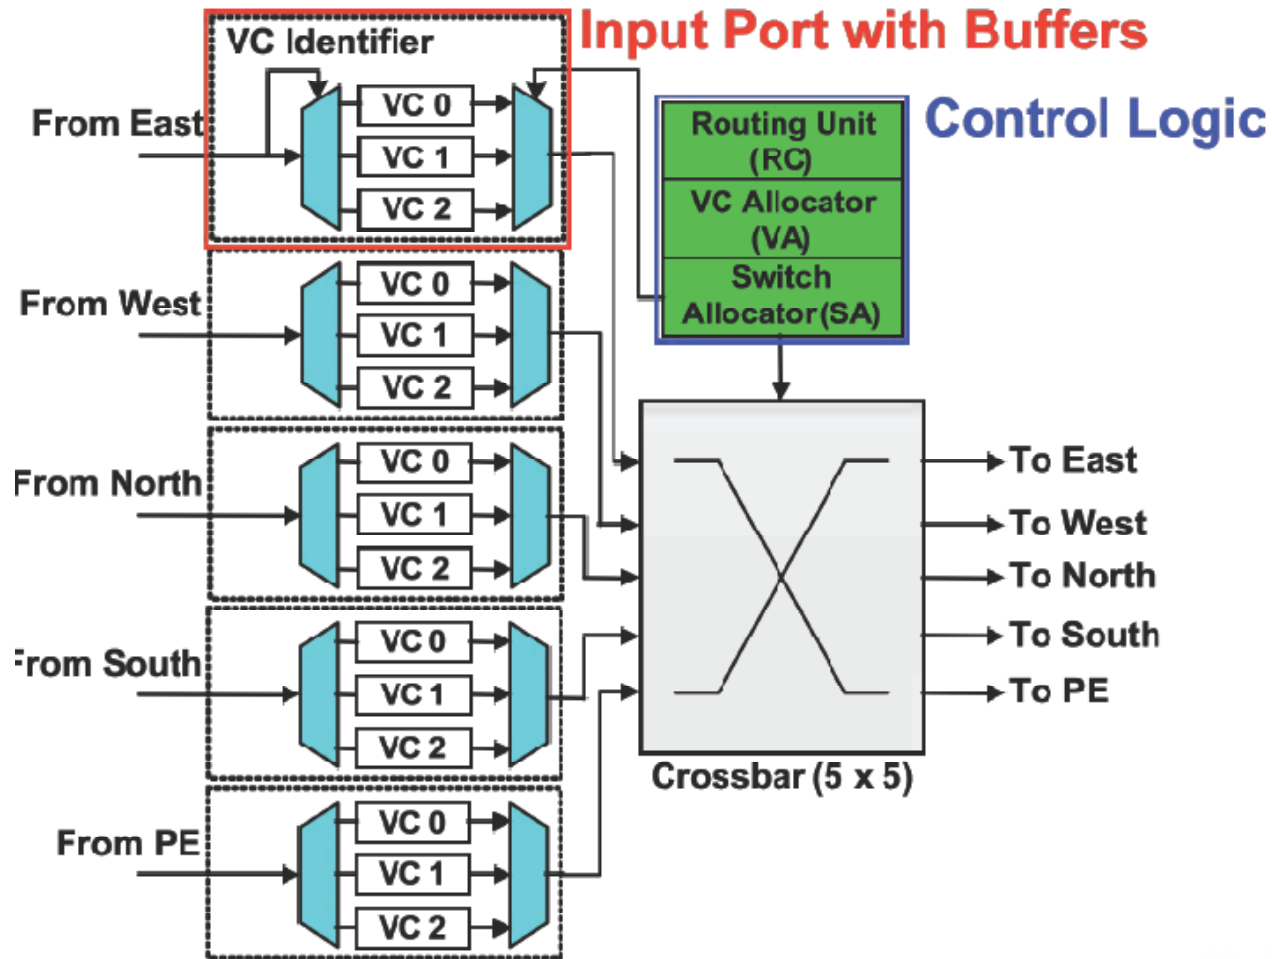 Input Port with Buffers
VC Identifier
From East
VC 0
VC 1
VC 2
Control Logic
Routing Unit
(RC)
VC Allocator
(VA)
Switch
Allocator (SA)
From West
VC 0
VC 1
VC 2
From North
VC 0
VC 1
VC 2
From South
VC 0
VC 1
VC 2
From PE
VC 0
VC 1
VC 2
To East
To West
To North
To South
To PE
Crossbar (5 x 5)